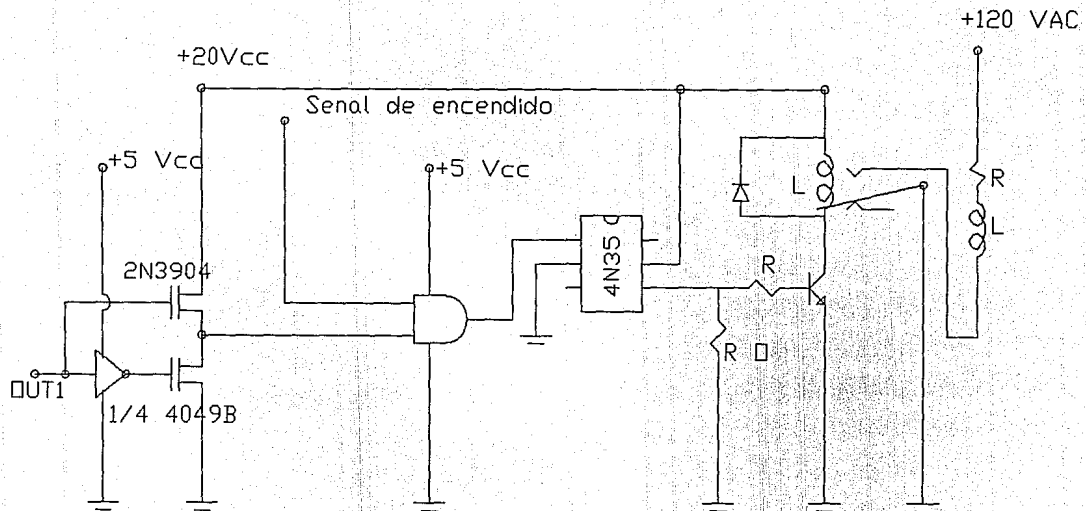 +120 VAC
+20Vcc
Senal de encendido
+5 Vcc
+5 Vcc
L
R
L
4N35
2N3904
R
R
OUT1
1/4 4049B